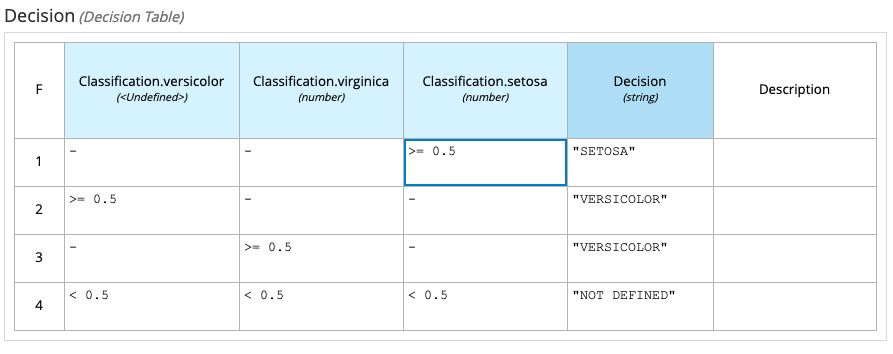 Decision (Decision Table)
F Classification.versicolor (<Undefined>) Classification.virginica (number) Classification.setosa (number) Decision (string) Description
1 - - >= 0.5 "SETOSA"
2 >= 0.5 - - "VERSICOLOR"
3 - >= 0.5 - "VERSICOLOR"
4 < 0.5 < 0.5 < 0.5 "NOT DEFINED"